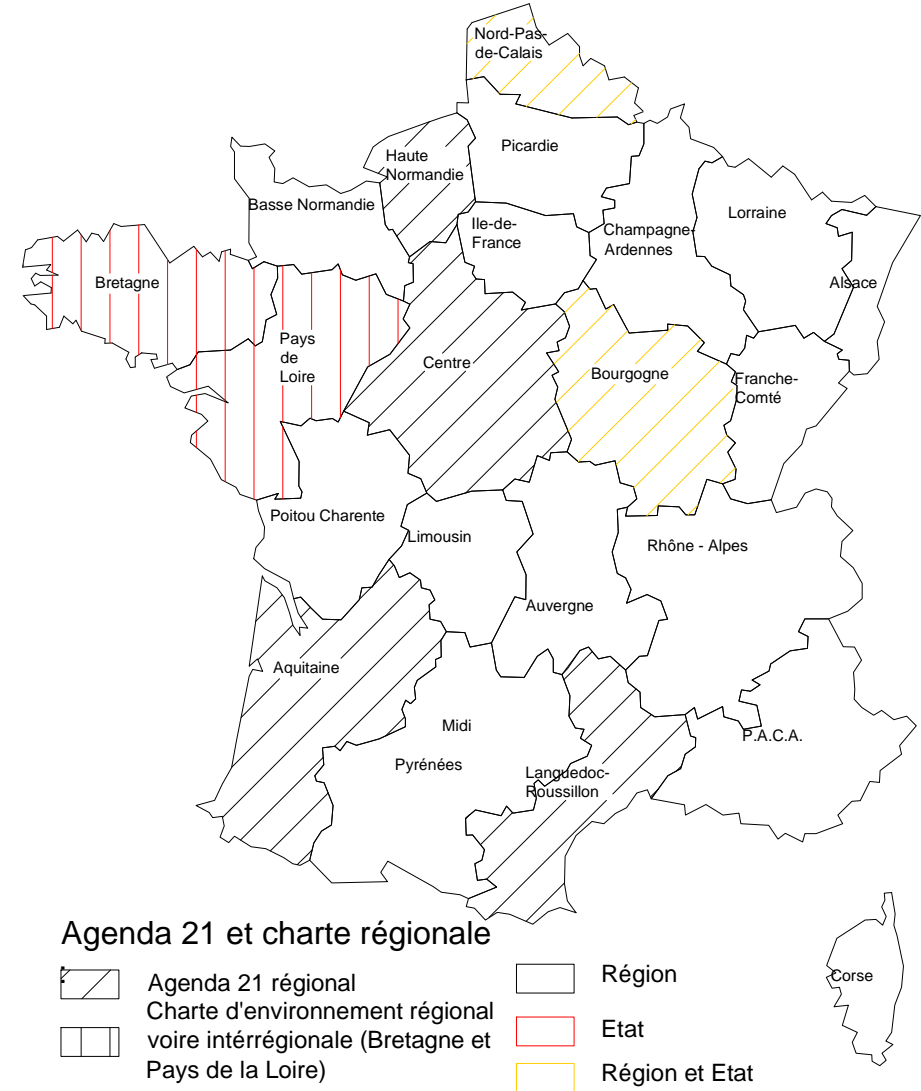 Nord-Pas-
de-Calais
Picardie
Haute
Normandie
Basse Normandie
Ile-de-
France
Champagne-
Ardennes
Lorraine
Alsace
Bretagne
Pays
de
Loire
Centre
Bourgogne
Franche-
Comté
Poitou Charente
Limousin
Auvergne
Rhône - Alpes
Aquitaine
Midi
Pyrénées
Languedoc-
Roussillon
P.A.C.A.
Corse
Agenda 21 et charte régionale
Agenda 21 régional
Charte d'environnement régional
voire intérrégionale (Bretagne et
Pays de la Loire)
Région
Etat
Région et Etat